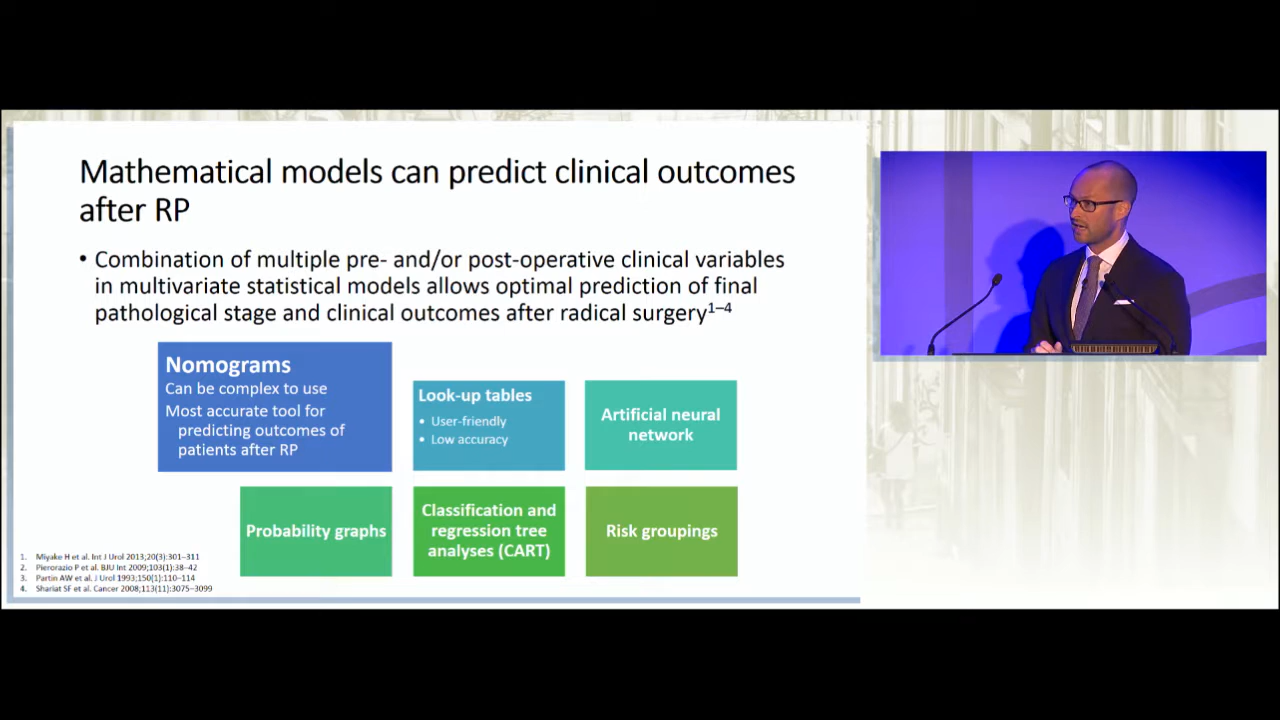 Mathematical models can predict clinical outcomes
after RP
• Combination of multiple pre- and/or post-operative clinical variables
in multivariate statistical models allows optimal prediction of final
pathological stage and clinical outcomes after radical surgery1–4
Nomograms
Can be complex to use
Most accurate tool for
predicting outcomes of
patients after RP
Look-up tables
• User-friendly
• Low accuracy
Artificial neural
network
Probability graphs
Classification and
regression tree
analyses (CART)
Risk groupings
1. Miyake H et al. Int J Urol 2013;20(3):301–311
2. Pierorazio P et al. BJU Int 2009;103(1):38–42
3. Partin AW et al. J Urol 1993;150(1):110–114
4. Shariat SF et al. Cancer 2008;113(11):3075–3099